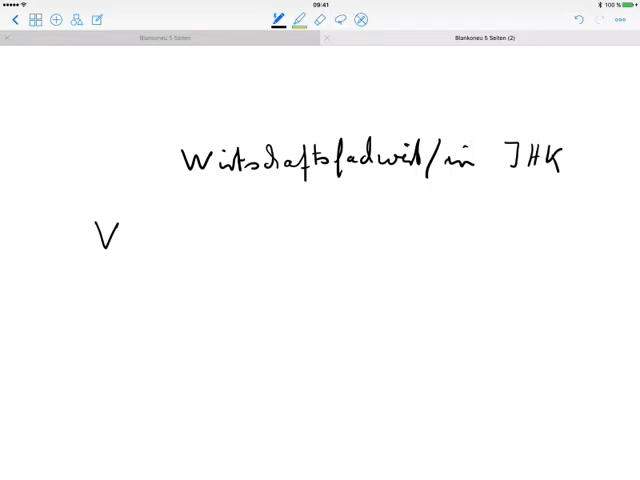 09:41
100 %
Blankoneu 5 Seiten
Blankoneu 5 Seiten (2)
Wirtschaftsfachwirt/in IHK
V